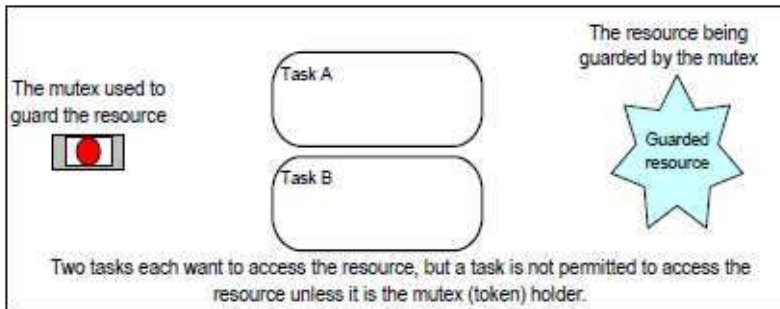 The mutex used to
guard the resource
Task A
Task B
The resource being
guarded by the mutex
Guarded
resource
Two tasks each want to access the resource, but a task is not permitted to access the
resource unless it is the mutex (token) holder.